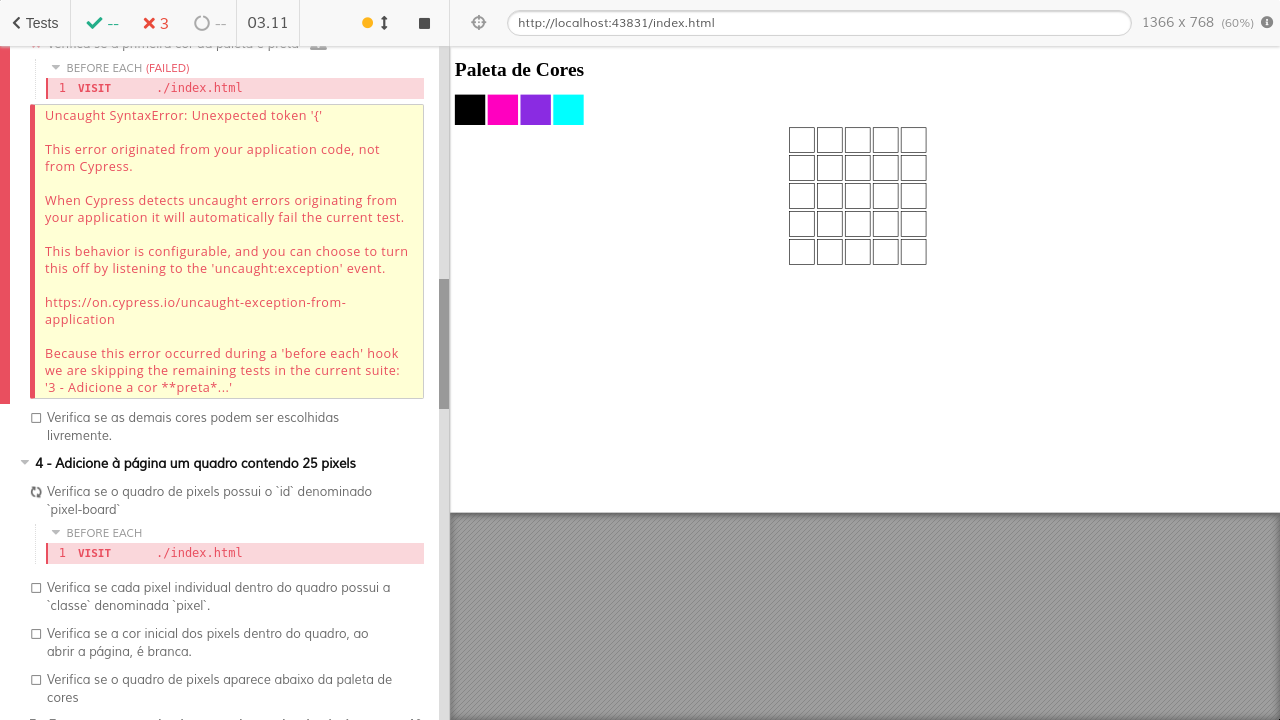 Tests
--
3
--
03.11
http://localhost:43831/index.html
1366 x 768 (60%)
Verifica se a primeira cor da paleta é preta
BEFORE EACH (FAILED)
1 VISIT ./index.html
Uncaught SyntaxError: Unexpected token '{'
This error originated from your application code, not
from Cypress.
When Cypress detects uncaught errors originating from
your application it will automatically fail the current test.
This behavior is configurable, and you can choose to turn
this off by listening to the 'uncaught:exception' event.
https://on.cypress.io/uncaught-exception-from-
application
Because this error occurred during a 'before each' hook
we are skipping the remaining tests in the current suite:
'3 - Adicione a cor **preta*...'
Verifica se as demais cores podem ser escolhidas
livremente.
4 - Adicione à página um quadro contendo 25 pixels
Verifica se o quadro de pixels possui o `id` denominado
`pixel-board`
BEFORE EACH
1 VISIT ./index.html
Verifica se cada pixel individual dentro do quadro possui a
`classe` denominada `pixel`.
Verifica se a cor inicial dos pixels dentro do quadro, ao
abrir a página, é branca.
Verifica se o quadro de pixels aparece abaixo da paleta de
cores
Paleta de Cores